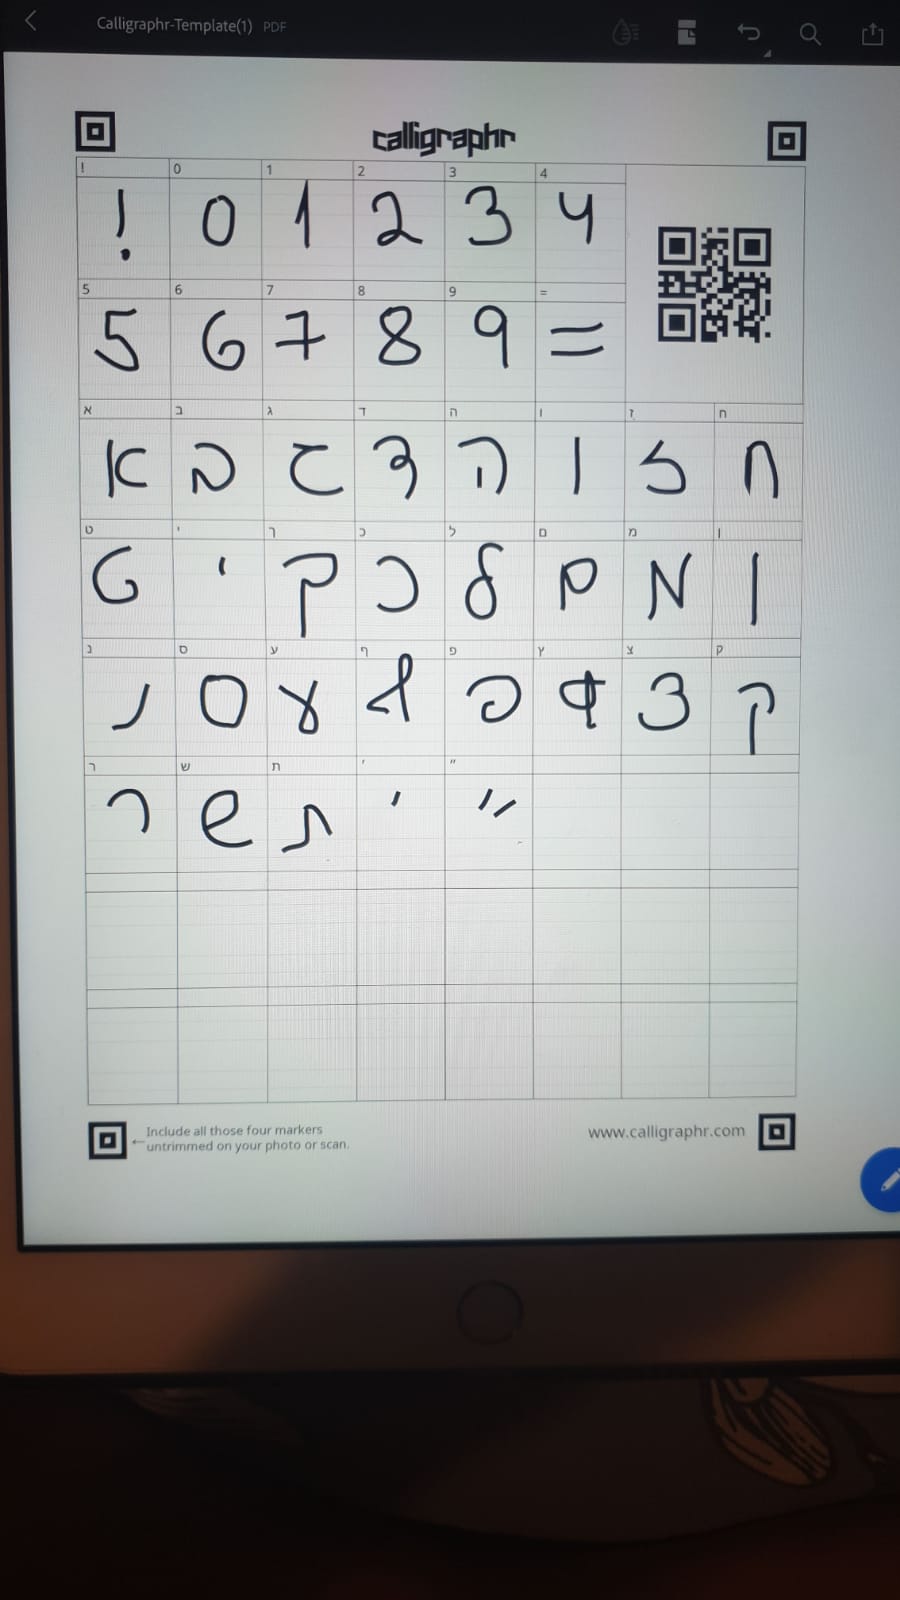 Calligraphr-Template(1) PDF
calligraphr
! 0 1 2 3 4
! 0 1 2 3 4
5 6 7 8 9 =
5 6 7 8 9 =
א ב ג ד ה ו ז ח
א ב ג ד ה ו ז ח
ט י ך כ ל ם מ ן
ט י ך כ ל ם מ ן
נ ס ע ף פ ץ צ ק
נ ס ע ף פ ץ צ ק
ר ש ת ׳ ״
ר ש ת ׳ ״
← Include all those four markers
untrimmed on your photo or scan.
www.calligraphr.com